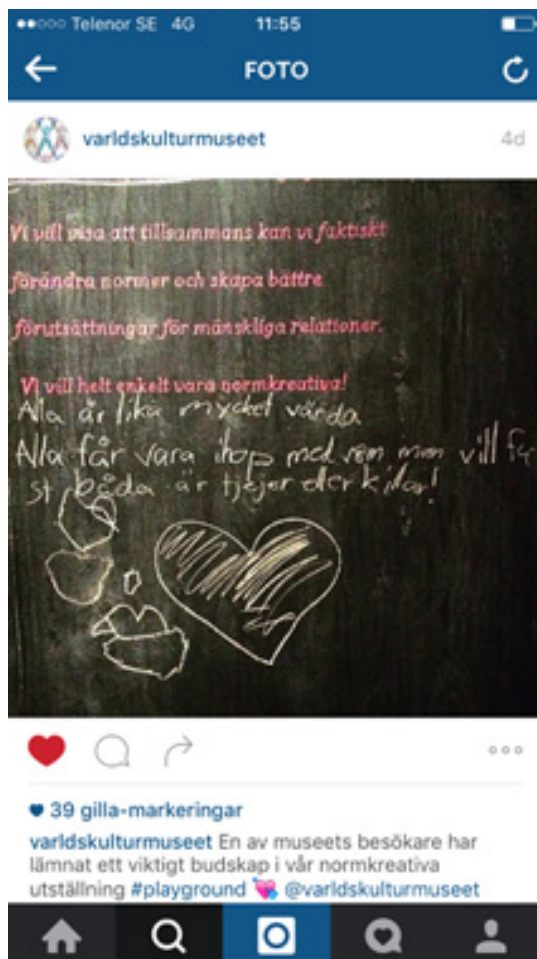 Telenor SE 4G 11:55
FOTO
varldskulturmuseet 4d
Vi vill visa att tillsammans kan vi faktiskt
förändra normer och skapa bättre
förutsättningar för mänskliga relationer.
Vi vill helt enkelt vara normkreativa!
Alla är lika mycket värda
Alla får vara ihop med vem man vill fa
st båda är tjejer eler killar!
39 gilla-markeringar
varldskulturmuseet En av museets besökare har
lämnat ett viktigt budskap i vår normkreativa
utställning #playground 💘 @varldskulturmuseet